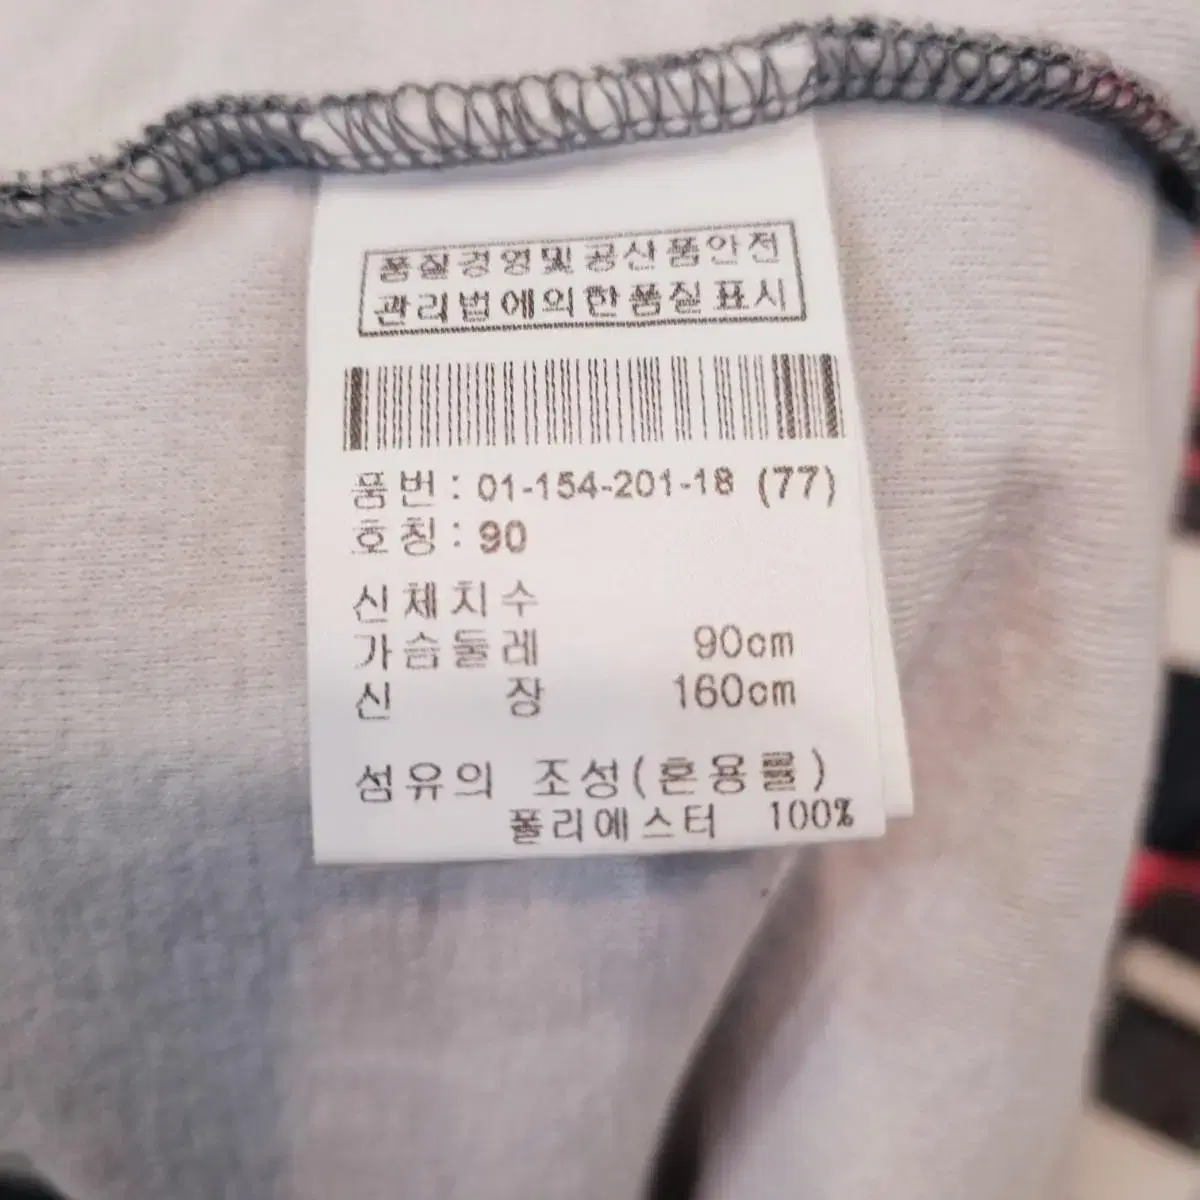 품질경영및 공산품안전
관리법에의한품질표시
품번: 01-154-201-18 (77)
호칭: 90
신체치수
가슴둘레 90cm
신 장 160cm
섬유의 조성(혼용률)
폴리에스터 100%